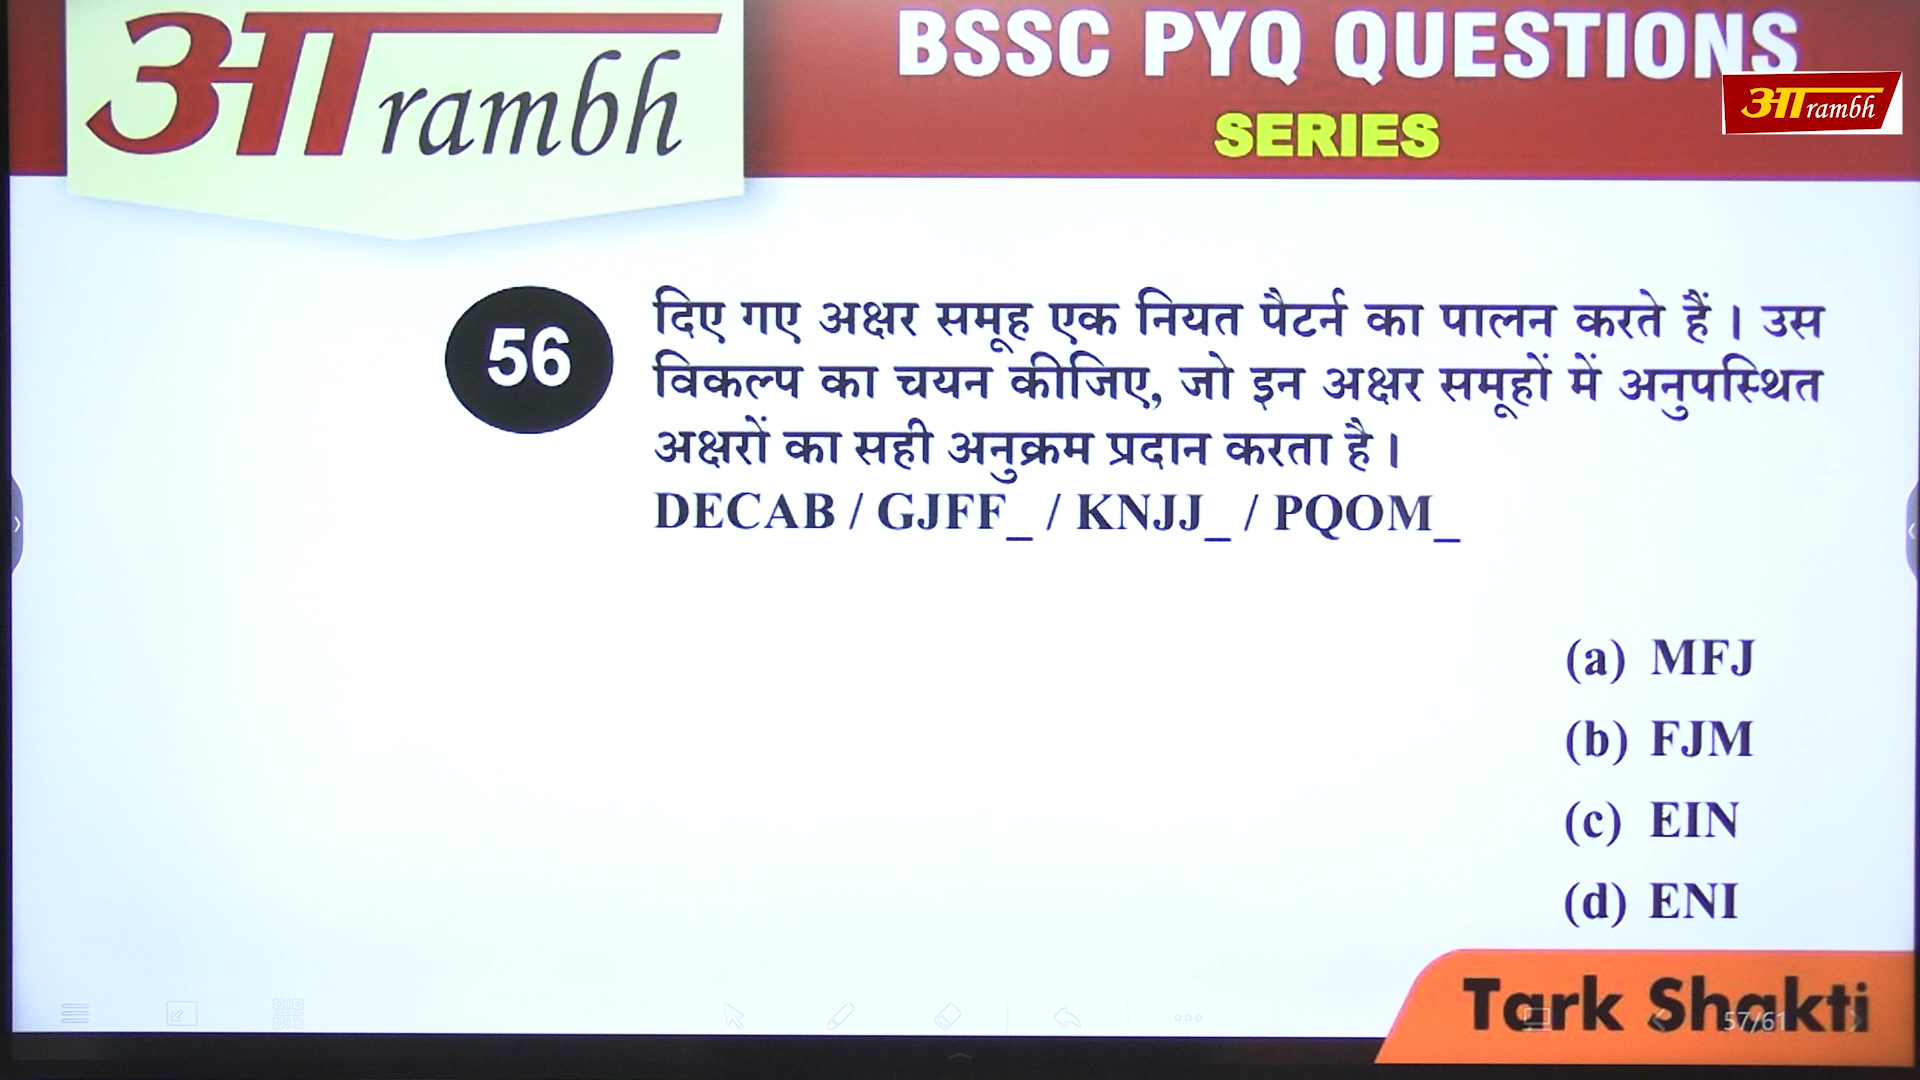 आrambh
BSSC PYQ QUESTIONS
SERIES
आrambh
56
दिए गए अक्षर समूह एक नियत पैटर्न का पालन करते हैं । उस
विकल्प का चयन कीजिए, जो इन अक्षर समूहों में अनुपस्थित
अक्षरों का सही अनुक्रम प्रदान करता है ।
DECAB / GJFF_ / KNJJ_ / PQOM_
(a) MFJ
(b) FJM
(c) EIN
(d) ENI
Tark Shakti
57/61